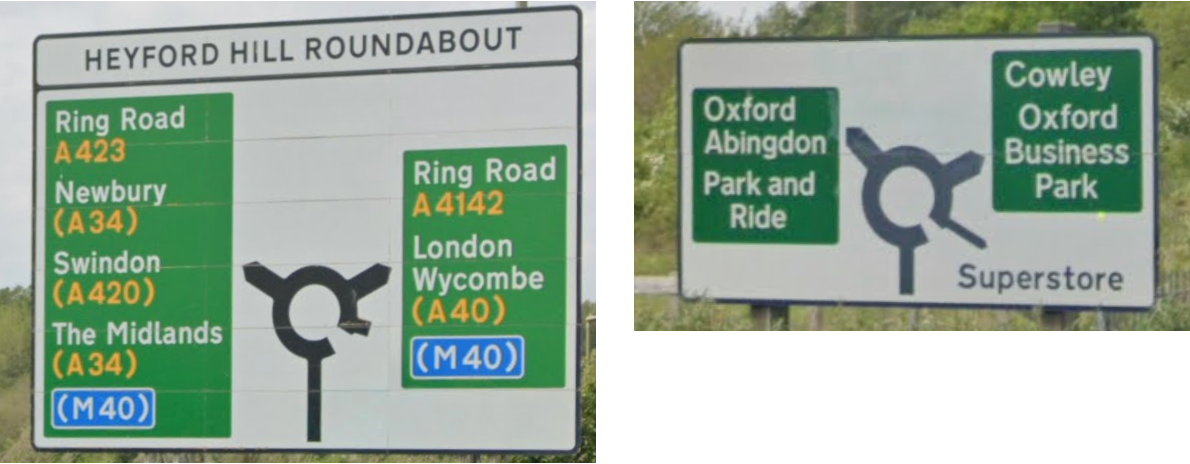 HEYFORD HILL ROUNDABOUT
Ring Road
A423
Newbury
(A34)
Swindon
(A420)
The Midlands
(A34)
(M40)
Ring Road
A4142
London
Wycombe
(A40)
(M40)
Oxford
Abingdon
Park and
Ride
Cowley
Oxford
Business
Park
Superstore